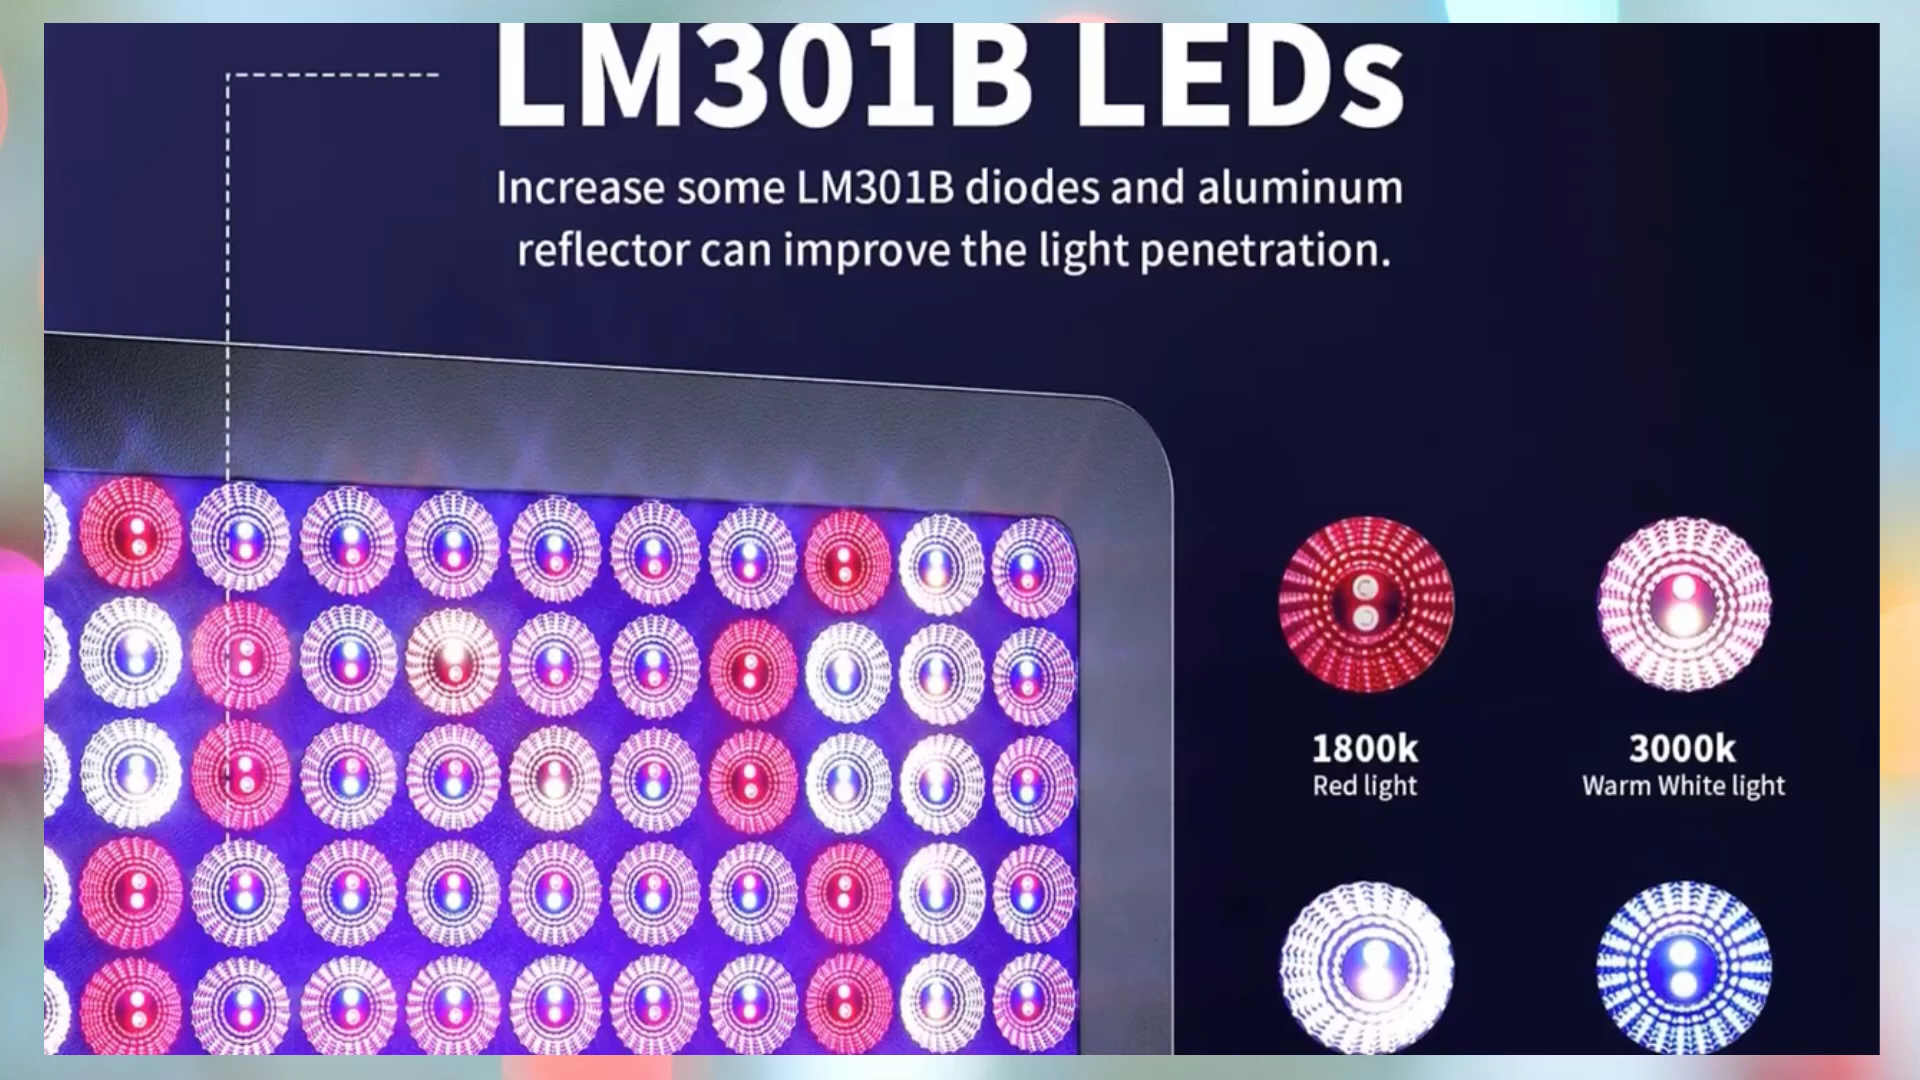 LM301B LEDs
Increase some LM301B diodes and aluminum
reflector can improve the light penetration.
1800k
Red light
3000k
Warm White light